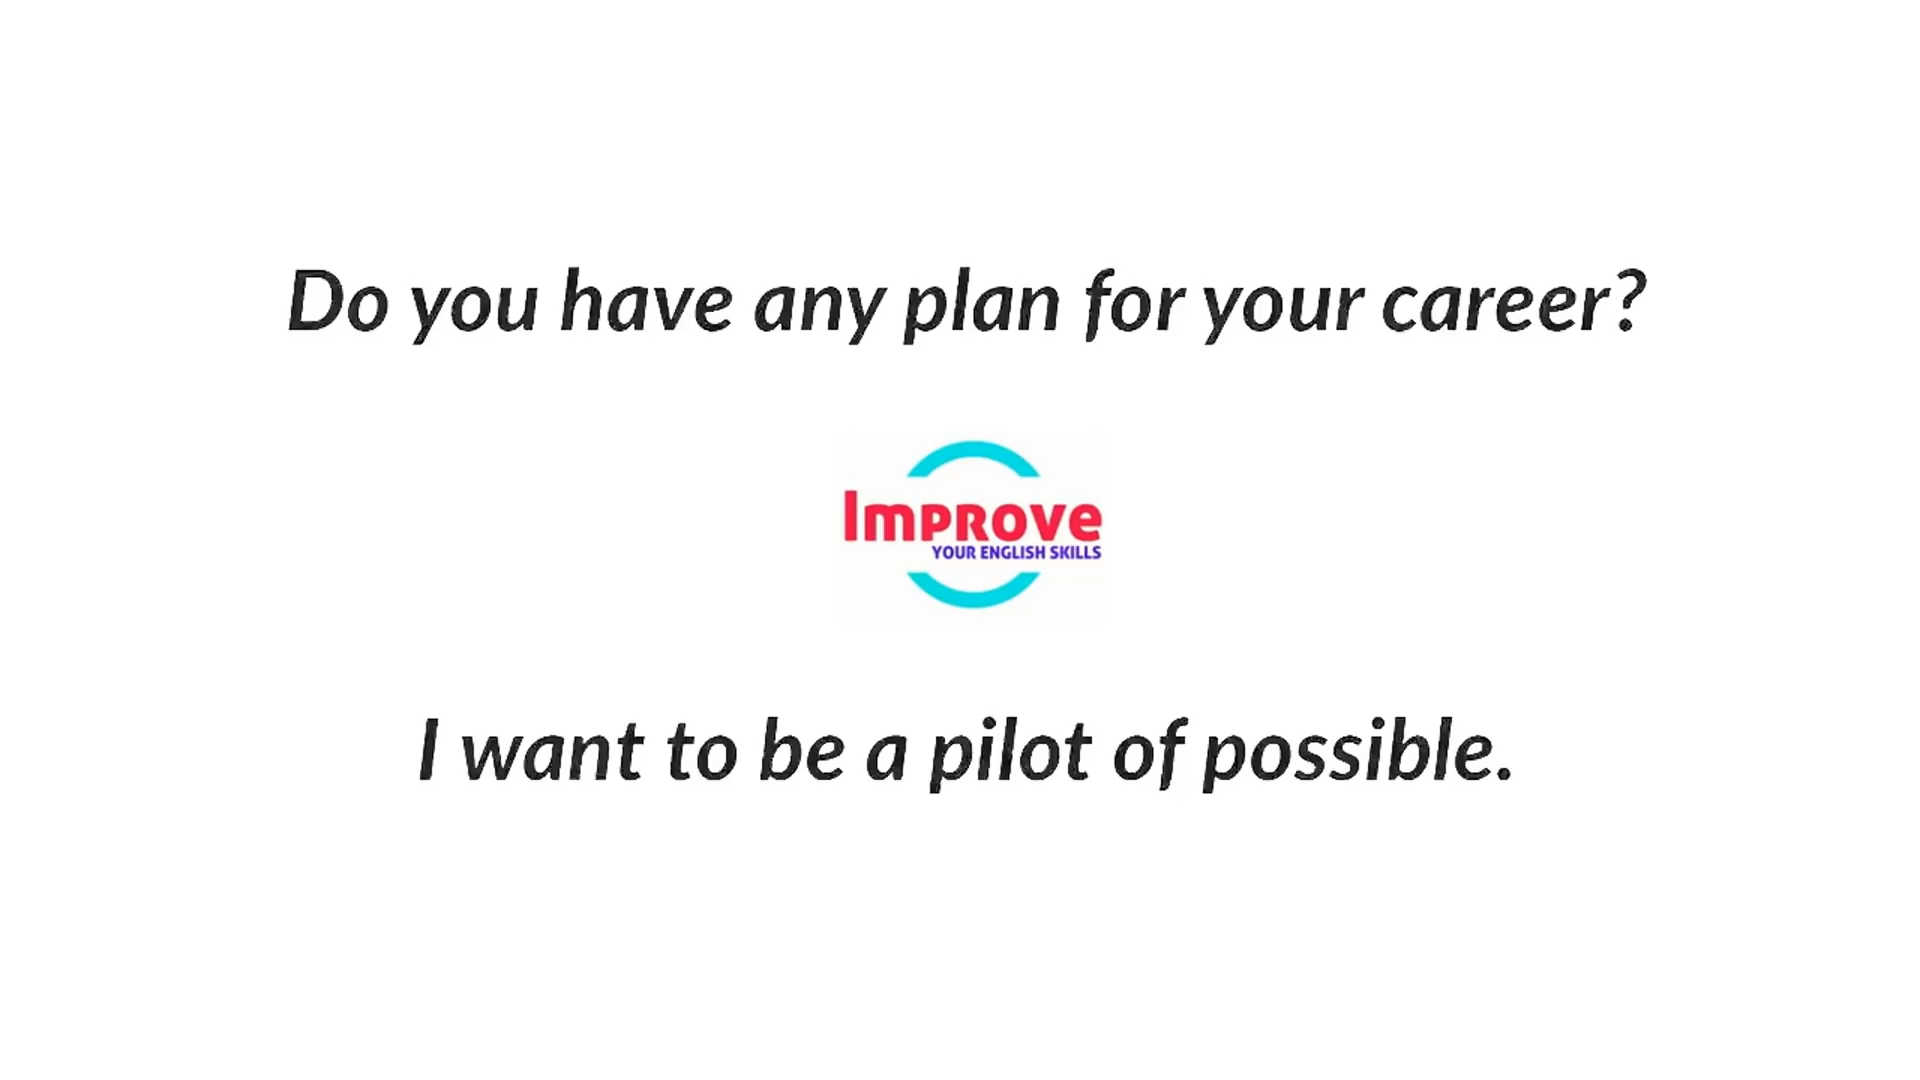 Do you have any plan for your career?
Improve
YOUR ENGLISH SKILLS
I want to be a pilot of possible.